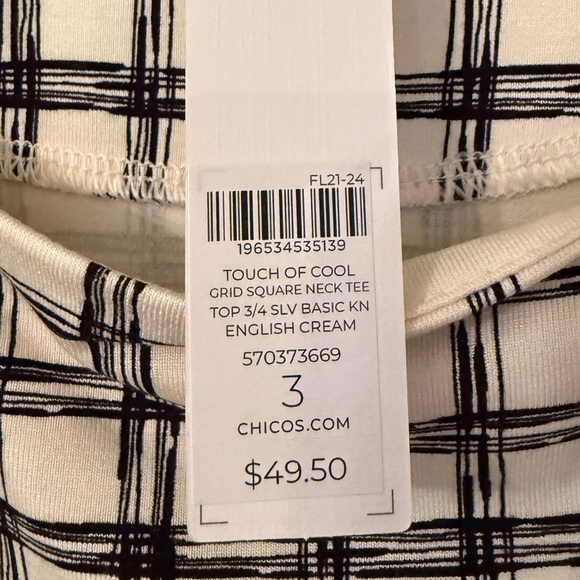 FL21-24
196534535139
TOUCH OF COOL
GRID SQUARE NECK TEE
TOP 3/4 SLV BASIC KN
ENGLISH CREAM
570373669
3
CHICOS.COM
$49.50